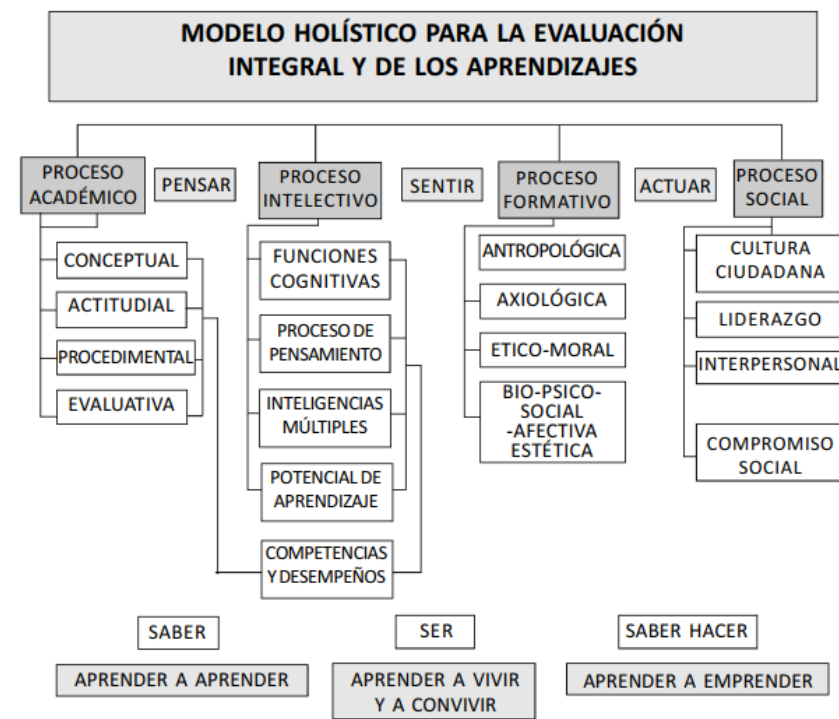 MODELO HOLÍSTICO PARA LA EVALUACIÓN
INTEGRAL Y DE LOS APRENDIZAJES
PROCESO
ACADÉMICO
PENSAR
PROCESO
INTELECTIVO
SENTIR
PROCESO
FORMATIVO
ACTUAR
PROCESO
SOCIAL
CONCEPTUAL
ACTITUDIAL
PROCEDIMENTAL
EVALUATIVA
FUNCIONES
COGNITIVAS
PROCESO DE
PENSAMIENTO
INTELIGENCIAS
MÚLTIPLES
POTENCIAL DE
APRENDIZAJE
COMPETENCIAS
Y DESEMPEÑOS
ANTROPOLÓGICA
AXIOLÓGICA
ETICO-MORAL
BIO-PSICO-
SOCIAL
-AFECTIVA
ESTÉTICA
CULTURA
CIUDADANA
LIDERAZGO
INTERPERSONAL
COMPROMISO
SOCIAL
SABER
SER
SABER HACER
APRENDER A APRENDER
APRENDER A VIVIR
Y A CONVIVIR
APRENDER A EMPRENDER